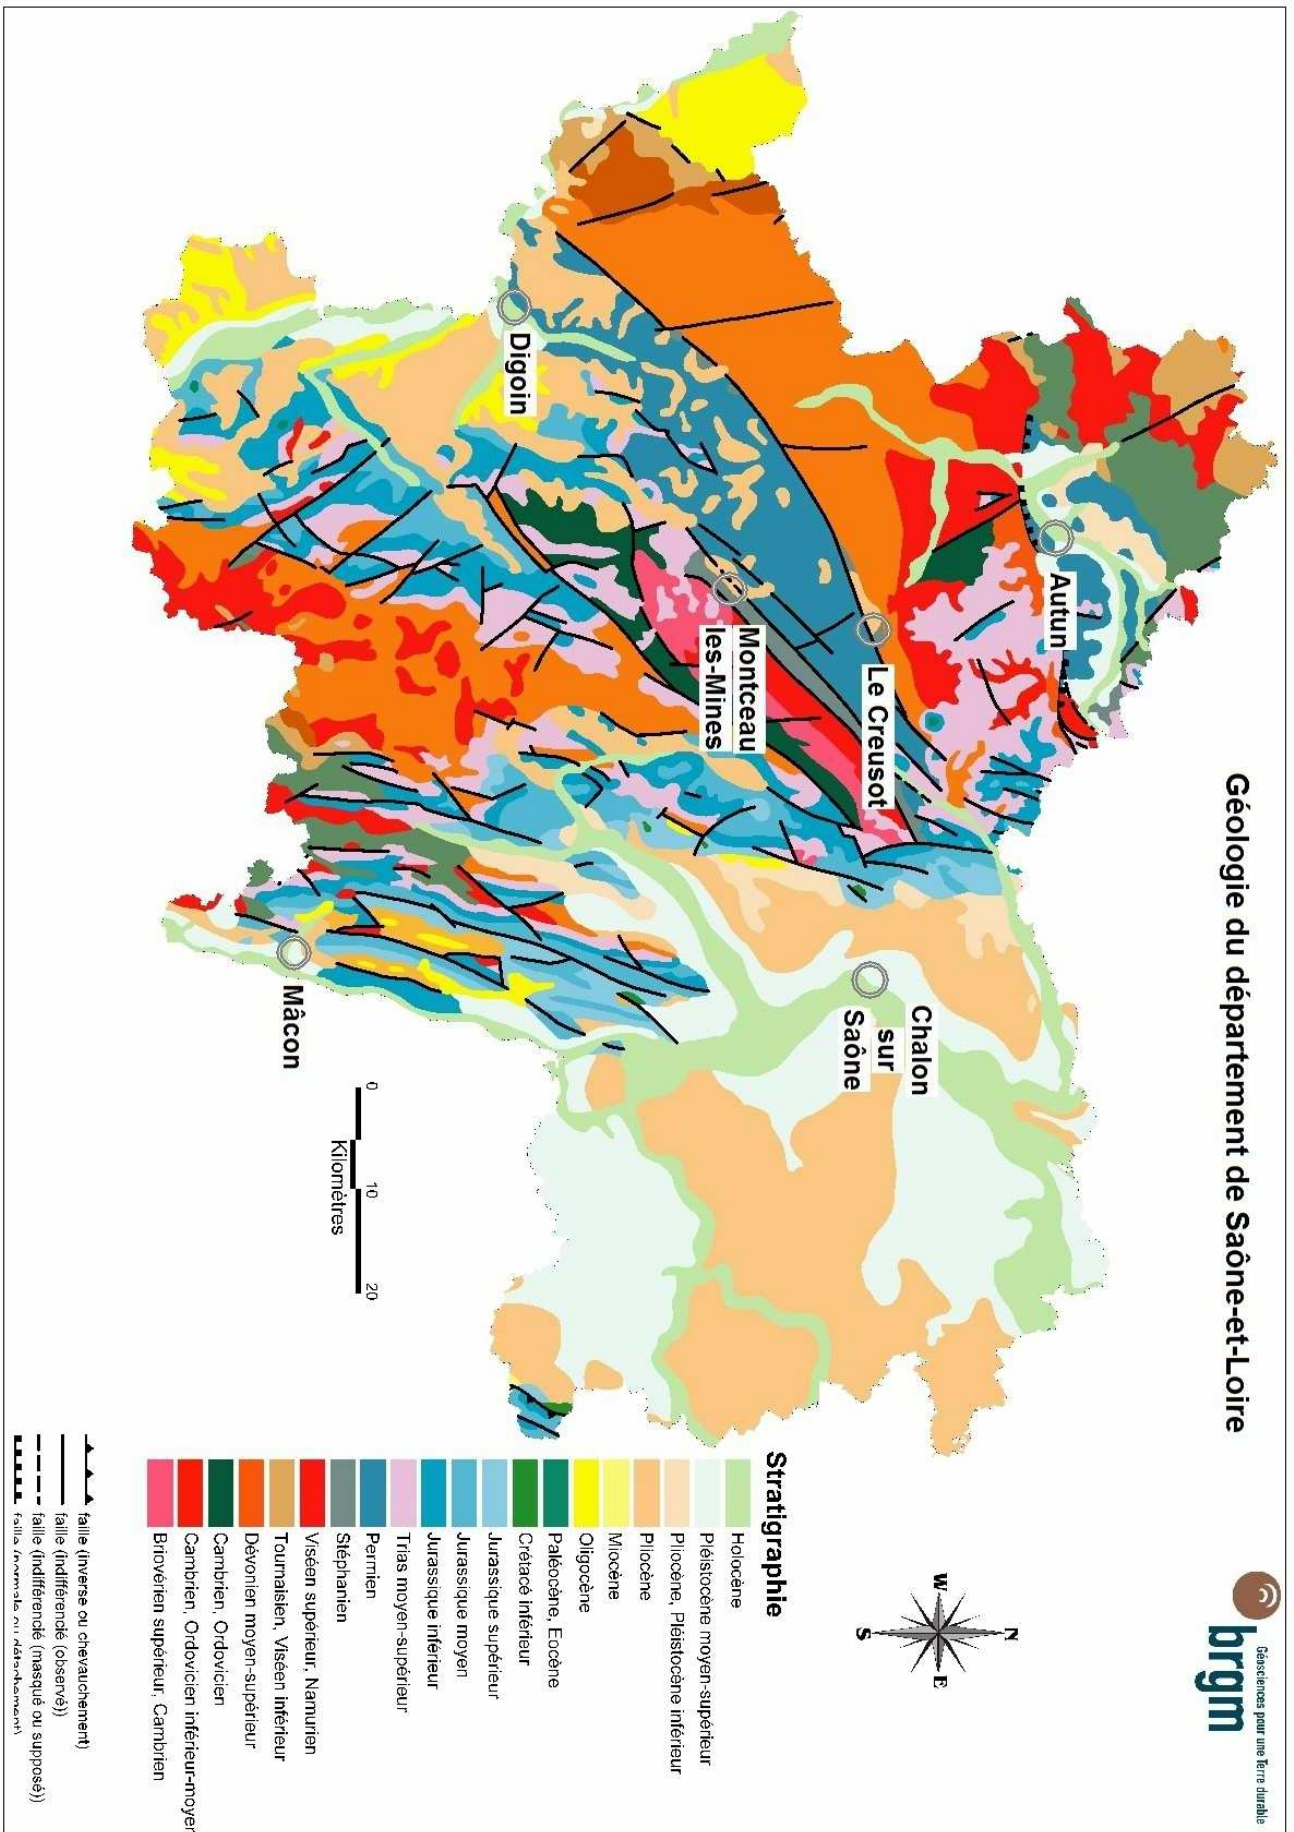 Géologie du département de Saône-et-Loire
Géosciences pour une Terre durable
brgm
N
W
E
S
Autun
Le Creusot
Montceau
les-Mines
Digoin
Chalon
sur
Saône
Mâcon
0
10
20
Kilomètres
Stratigraphie
Holocène
Pléistocène moyen-supérieur
Pliocène, Pléistocène inférieur
Pliocène
Miocène
Oligocène
Paléocène, Eocène
Crétacé inférieur
Jurassique supérieur
Jurassique moyen
Jurassique inférieur
Trias moyen-supérieur
Permien
Stéphanien
Viséen supérieur, Namurien
Tournaisien, Viséen inférieur
Dévonien moyen-supérieur
Cambrien, Ordovicien
Cambrien, Ordovicien inférieur-moyen
Briovérien supérieur, Cambrien
faille (inverse ou chevauchement)
faille (indifférencié (observé))
faille (indifférencié (masqué ou supposé))
faille (normale ou détachement)